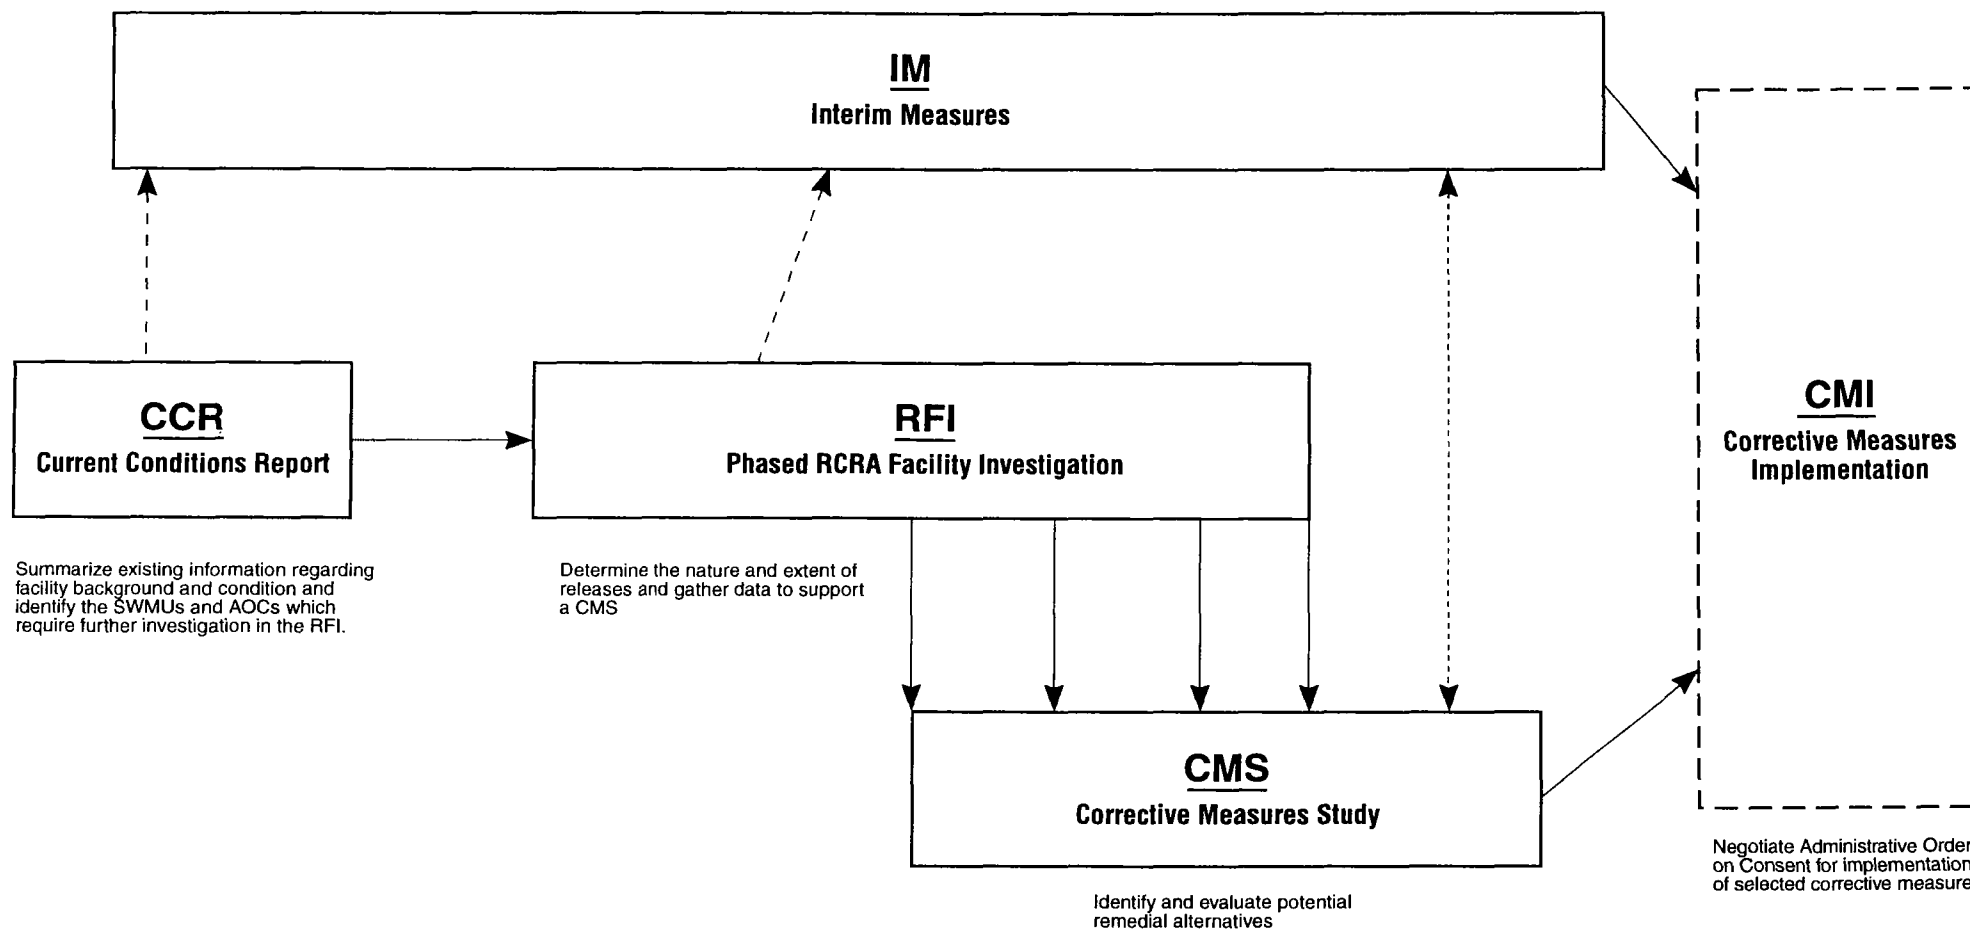 IM
Interim Measures
CCR
Current Conditions Report
Summarize existing information regarding
facility background and condition and
identify the SWMUs and AOCs which
require further investigation in the RFI.
RFI
Phased RCRA Facility Investigation
Determine the nature and extent of
releases and gather data to support
a CMS
CMS
Corrective Measures Study
Identify and evaluate potential
remedial alternatives
CMI
Corrective Measures
Implementation
Negotiate Administrative Order
on Consent for implementation
of selected corrective measure